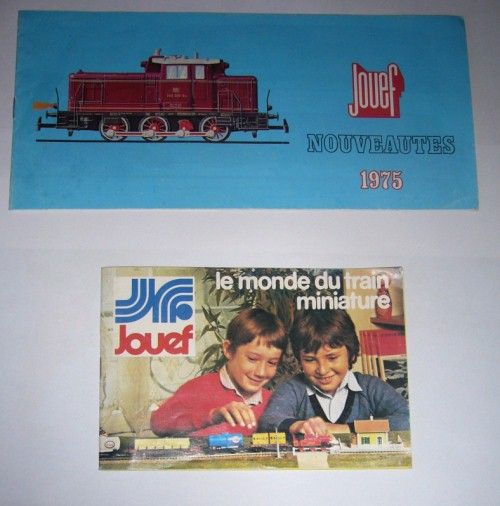 Jouef
NOUVEAUTES
1975
le monde du train
miniature
Jouef